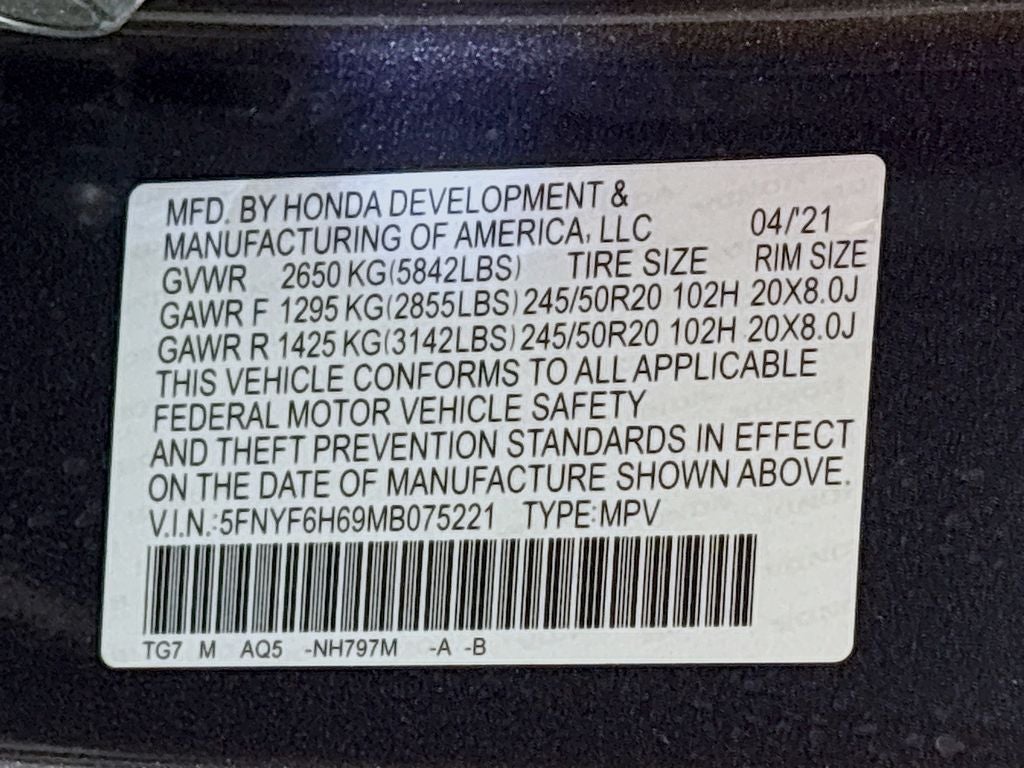 MFD. BY HONDA DEVELOPMENT &
MANUFACTURING OF AMERICA, LLC 04/'21
GVWR 2650 KG(5842LBS) TIRE SIZE RIM SIZE
GAWR F 1295 KG(2855LBS) 245/50R20 102H 20X8.0J
GAWR R 1425 KG(3142LBS) 245/50R20 102H 20X8.0J
THIS VEHICLE CONFORMS TO ALL APPLICABLE
FEDERAL MOTOR VEHICLE SAFETY
AND THEFT PREVENTION STANDARDS IN EFFECT
ON THE DATE OF MANUFACTURE SHOWN ABOVE.
V.I.N.:5FNYF6H69MB075221 TYPE:MPV
TG7 M AQ5 -NH797M -A -B